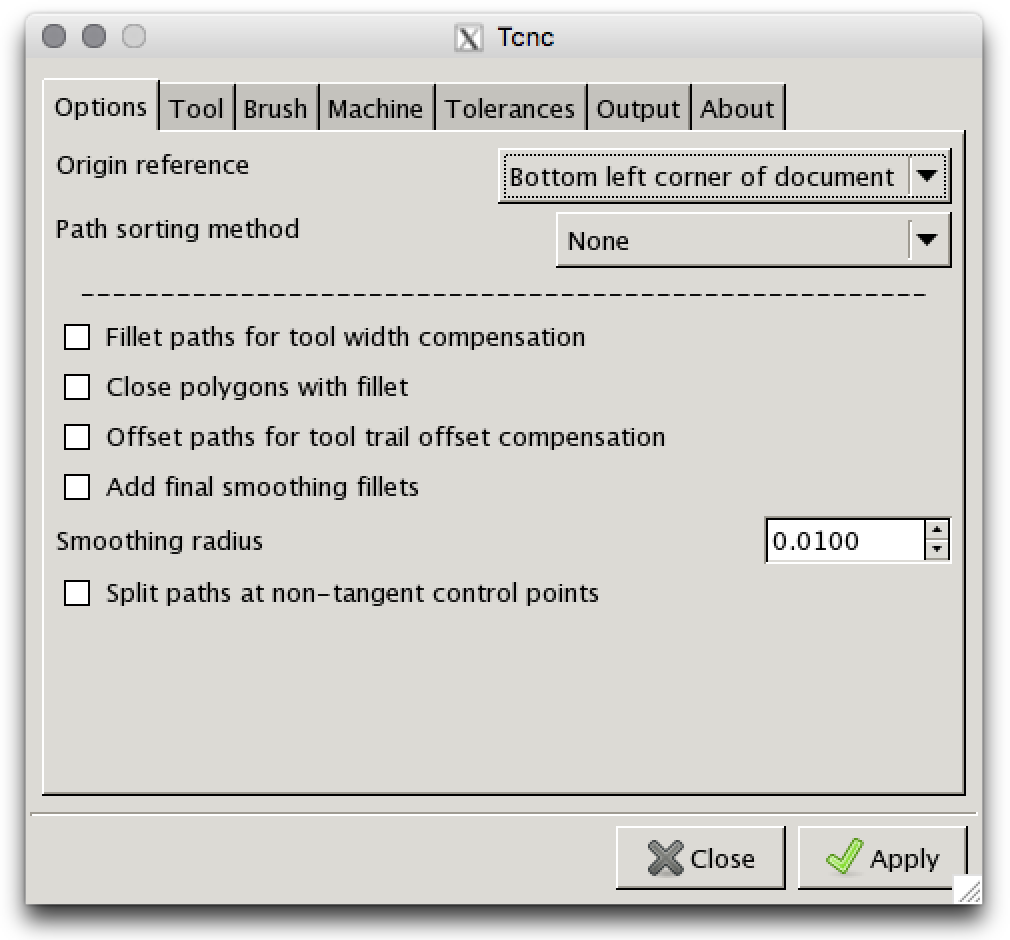 Tcnc
Options Tool Brush Machine Tolerances Output About
Origin reference Bottom left corner of document
Path sorting method None
Fillet paths for tool width compensation
Close polygons with fillet
Offset paths for tool trail offset compensation
Add final smoothing fillets
Smoothing radius 0.0100
Split paths at non-tangent control points
Close Apply